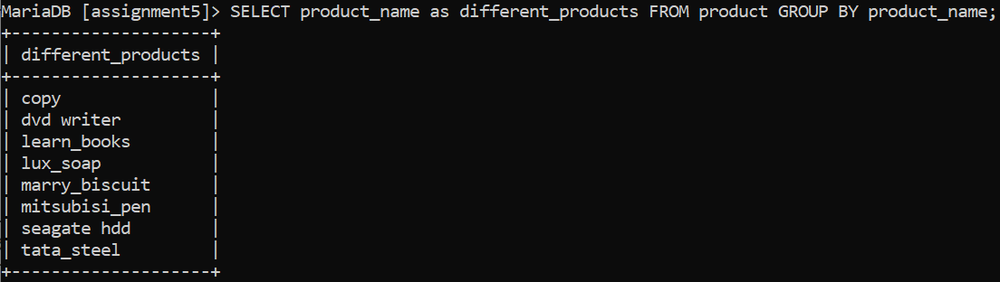 MariaDB [assignment5]> SELECT product_name as different_products FROM product GROUP BY product_name;
+--------------------+
| different_products |
+--------------------+
| copy               |
| dvd writer         |
| learn_books        |
| lux_soap           |
| marry_biscuit      |
| mitsubisi_pen      |
| seagate hdd        |
| tata_steel         |
+--------------------+